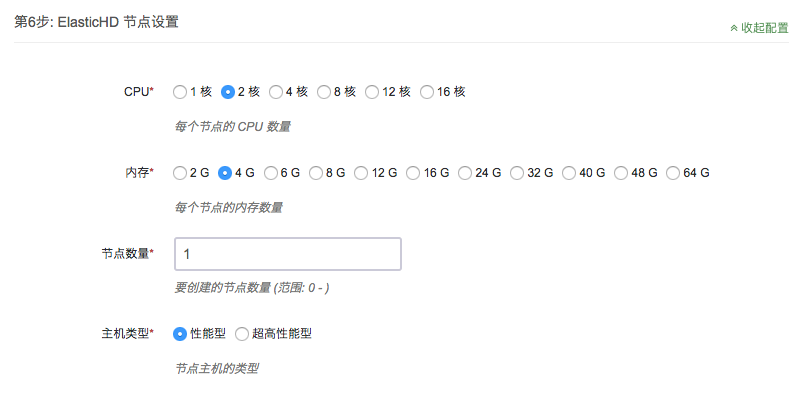 第6步: ElasticHD 节点设置
收起配置
CPU* 1 核 2 核 4 核 8 核 12 核 16 核
每个节点的 CPU 数量
内存* 2 G 4 G 6 G 8 G 12 G 16 G 24 G 32 G 40 G 48 G 64 G
每个节点的内存数量
节点数量* 1
要创建的节点数量 (范围: 0 - )
主机类型* 性能型 超高性能型
节点主机的类型